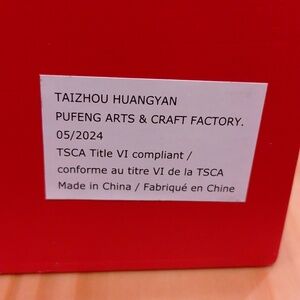 TAIZHOU HUANGYAN
PUFENG ARTS & CRAFT FACTORY.
05/2024
TSCA Title VI compliant /
conforme au titre VI de la TSCA
Made in China / Fabriqué en Chine